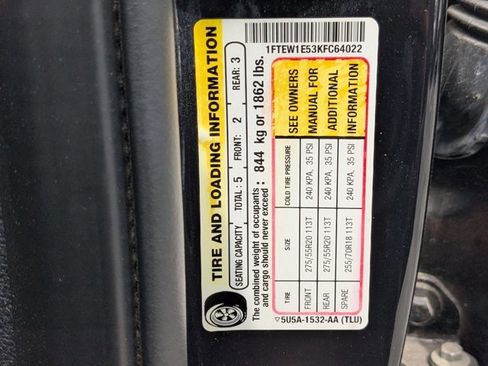 1FTEW1E53KFC64022
TIRE AND LOADING INFORMATION
SEATING CAPACITY TOTAL: 5 FRONT: 2 REAR: 3
The combined weight of occupants
and cargo should never exceed: 844 kg or 1862 lbs.
TIRE SIZE COLD TIRE PRESSURE SEE OWNERS
FRONT 275/55R20 113T 240 KPA, 35 PSI MANUAL FOR
REAR 275/55R20 113T 240 KPA, 35 PSI ADDITIONAL
SPARE 255/70R18 113T 240 KPA, 35 PSI INFORMATION
▽5U5A-1532-AA (TLU)